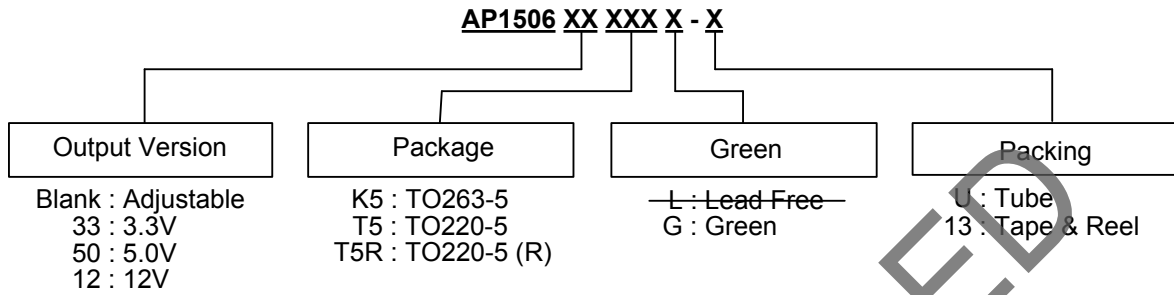 AP1506 XX XXX X - X
Output Version
Package
Green
Packing
Blank : Adjustable
33 : 3.3V
50 : 5.0V
12 : 12V
K5 : TO263-5
T5 : TO220-5
T5R : TO220-5 (R)
L : Lead Free
G : Green
U : Tube
13 : Tape & Reel
ED